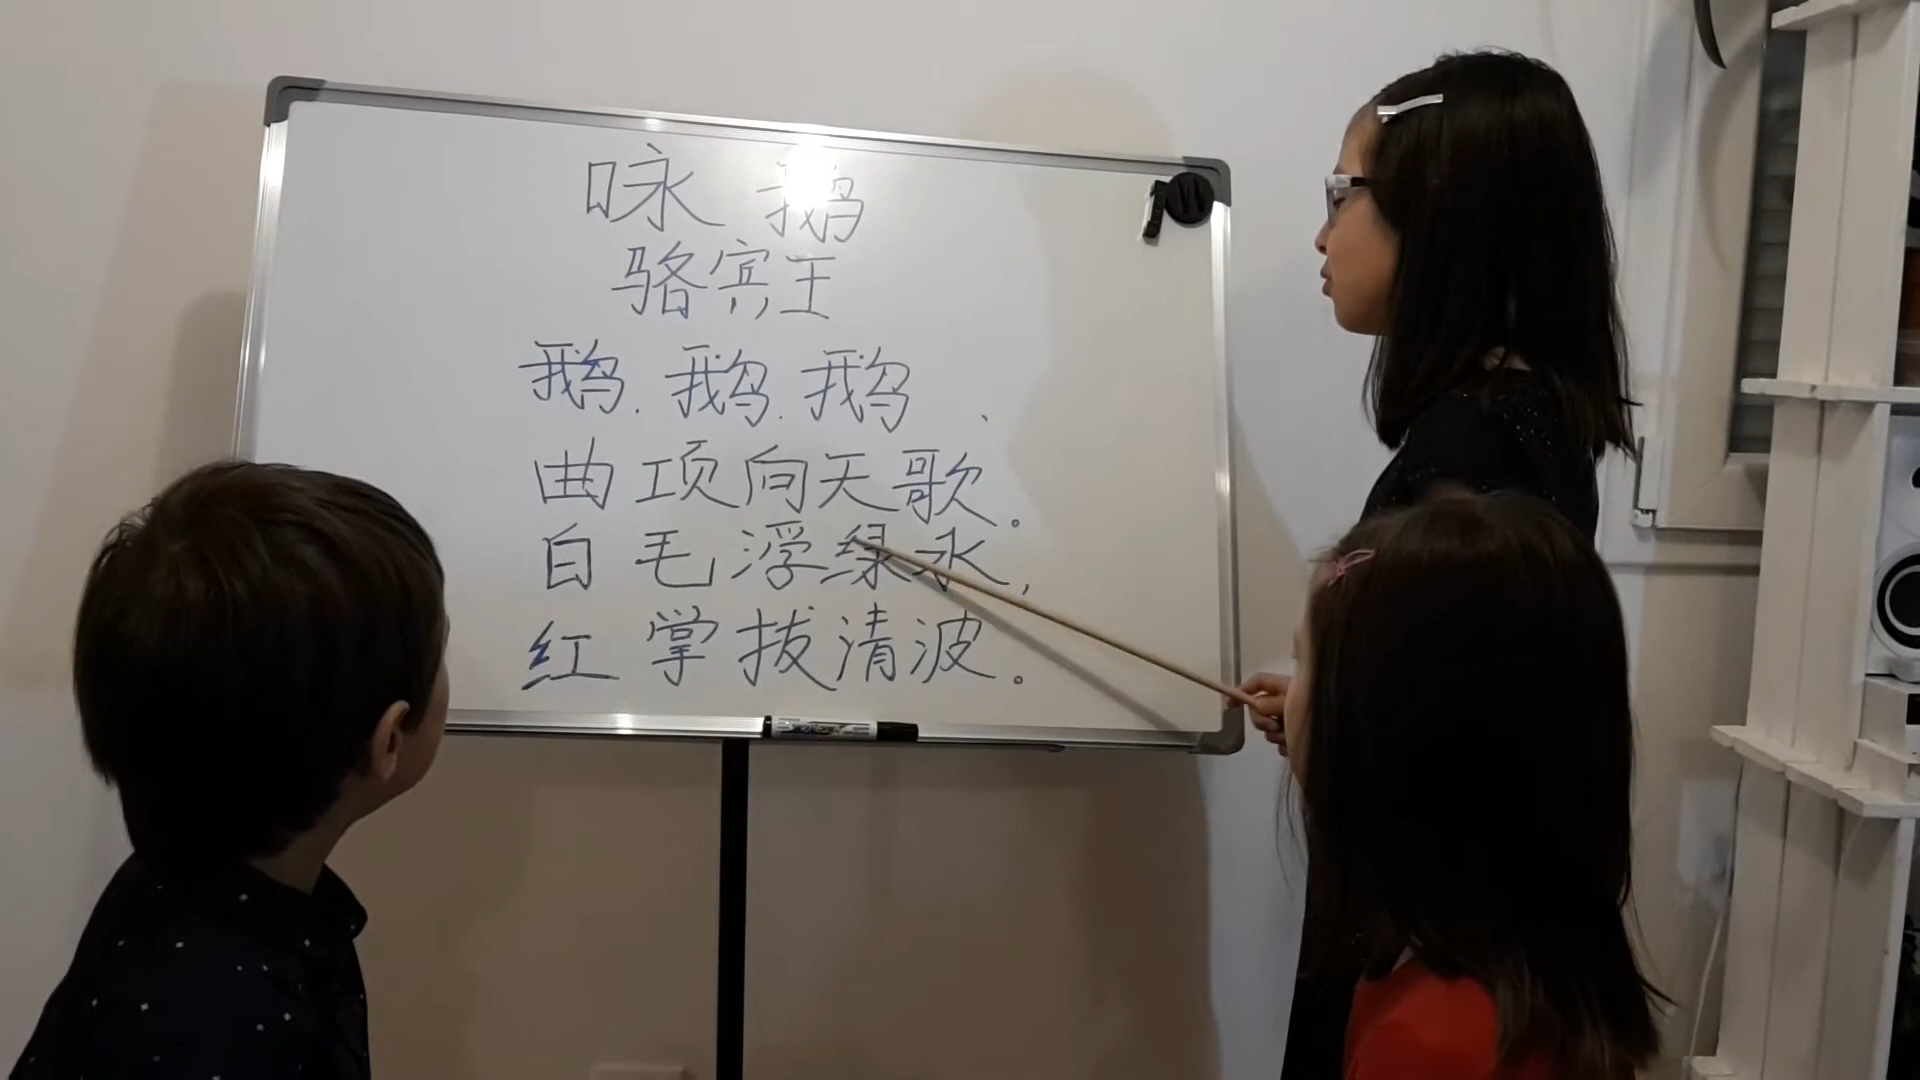 咏 鹅
骆宾王
鹅、鹅、鹅 、
曲项向天歌。
白毛浮绿水,
红掌拔清波。